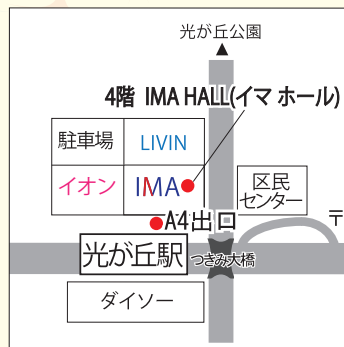 光が丘公園
▲
4階 IMA HALL(イマ ホール)
駐車場
LIVIN
イオン
IMA
区民
センター
A4出口
〒
光が丘駅
つきみ大橋
ダイソー